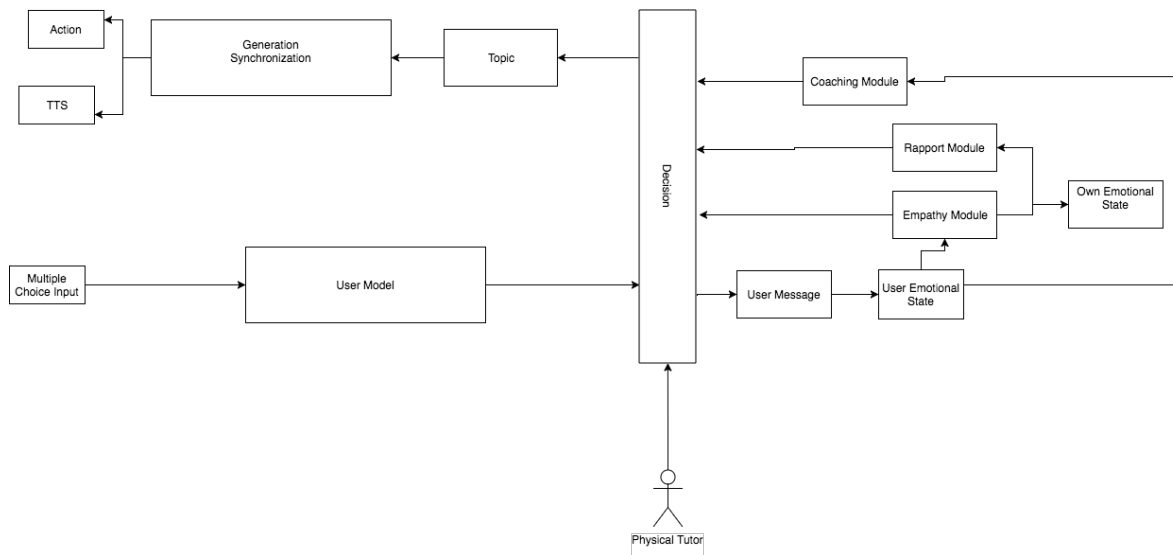 Action
Generation
Synchronization
Topic
TTS
Coaching Module
Rapport Module
Decision
Own Emotional
State
Empathy Module
Multiple
Choice Input
User Model
User Message
User Emotional
State
Physical Tutor